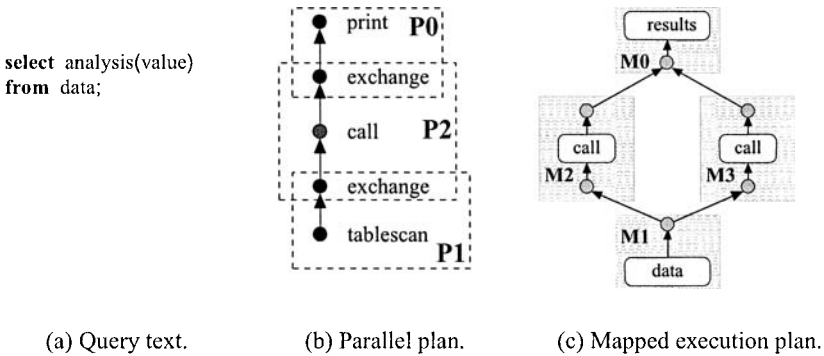 select analysis(value)
from data;
print P0
exchange
call P2
exchange
tablescan
P1
results
M0
call call
M2 M3
M1
data
(a) Query text. (b) Parallel plan. (c) Mapped execution plan.